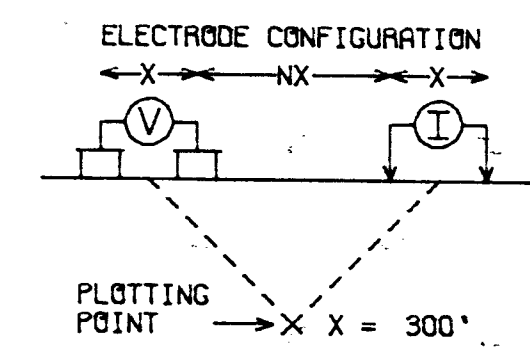 ELECTRODE CONFIGURATION
X NX X
V I
PLOTTING
POINT X X = 300'